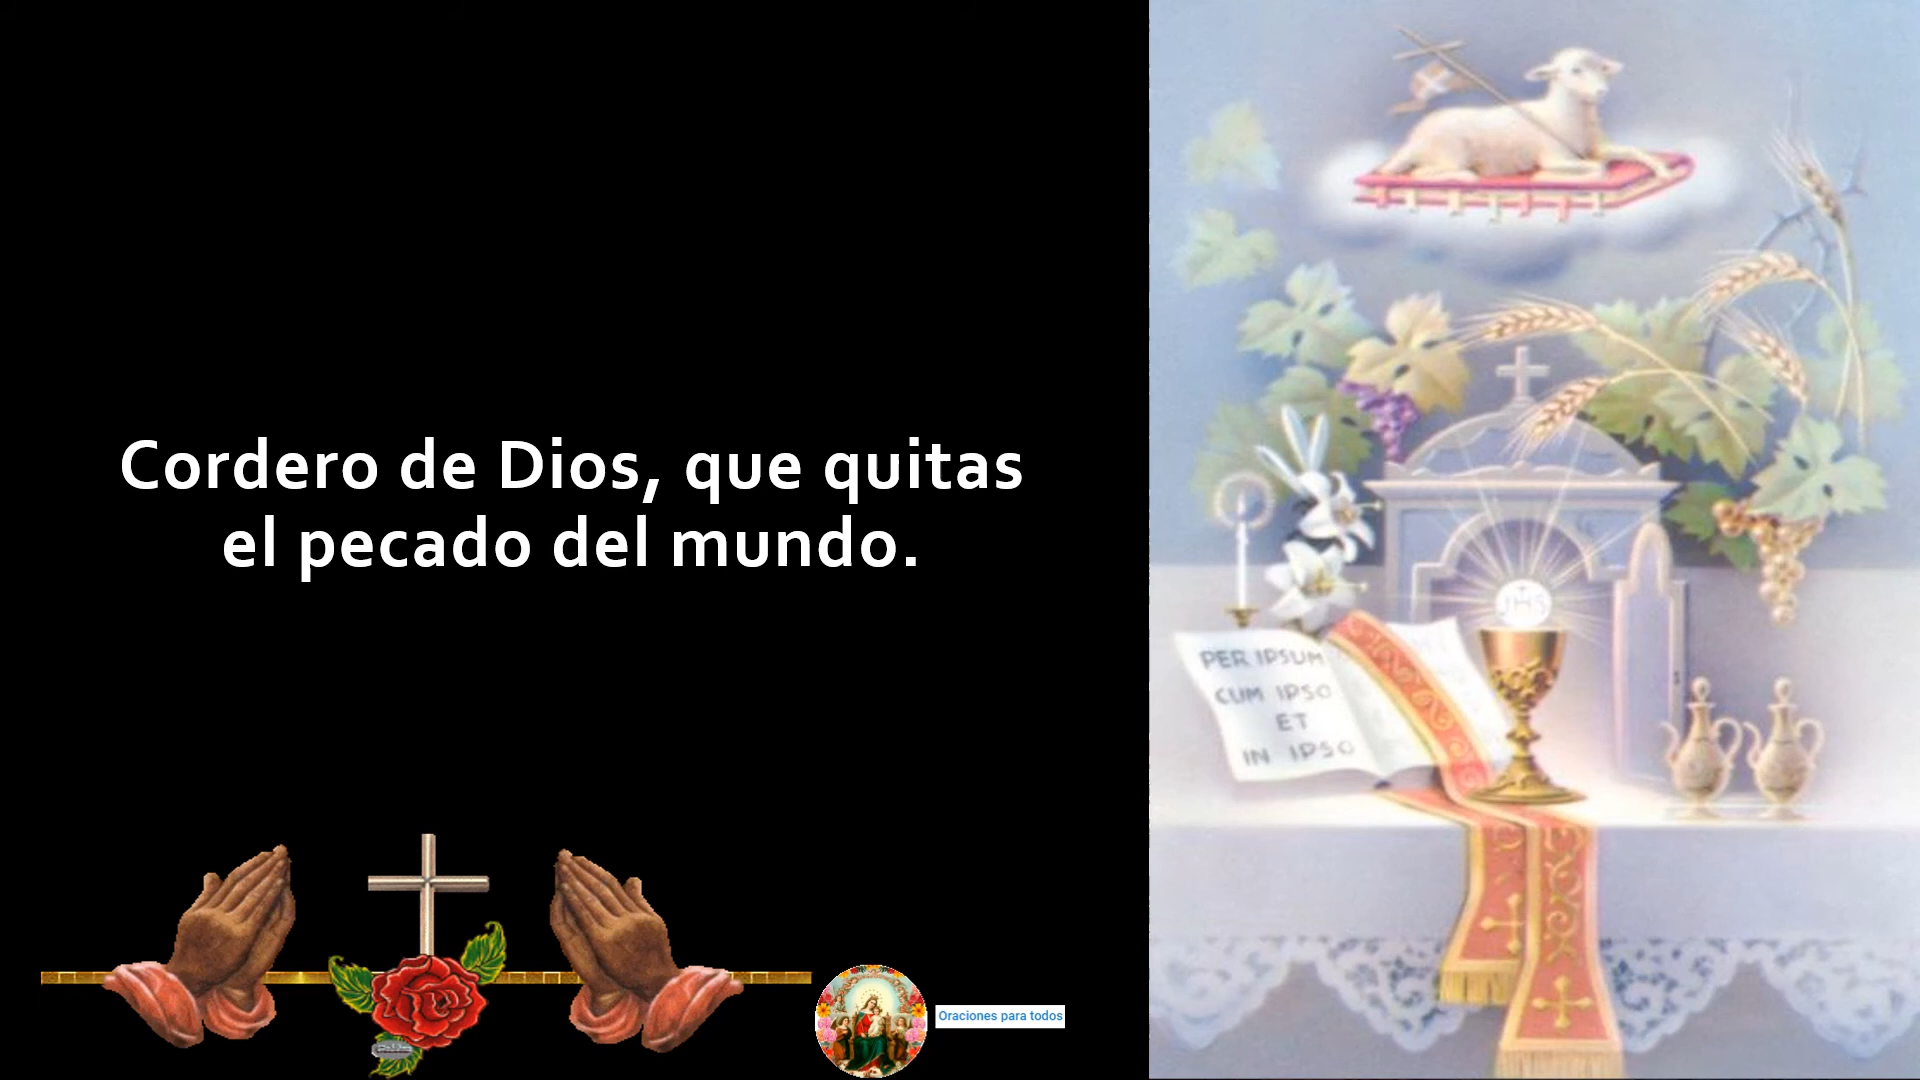 Cordero de Dios, que quitas
el pecado del mundo.
JHS
PER IPSUM
CUM IPSO
ET
IN IPSO
Oraciones para todos